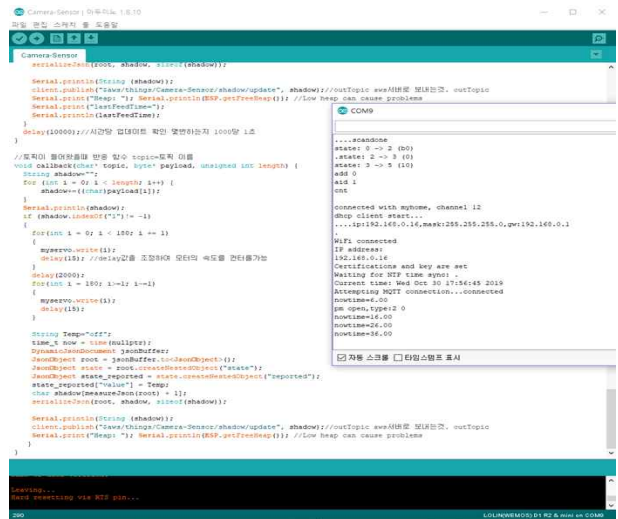 Camera-Sensor | 아두이노 1.8.10
파일 편집 스케치 툴 도움말
Camera-Sensor
serializeJson(root, shadow, sizeof(shadow));
Serial.println(String (shadow));
client.publish("$aws/things/Camera-Sensor/shadow/update", shadow);//outTopic aws서버로 보내는것. outTopic
Serial.print("Heap: "); Serial.println(ESP.getFreeHeap()); //Low heap can cause problems
Serial.print("lastFeedTime=");
Serial.println(lastFeedTime);
}
delay(10000);//시간당 업데이트 확인 몇번하는지 1000당 1초
}
//토픽이 들어왔을때 반응 함수 topic=토픽 이름
void callback(char* topic, byte* payload, unsigned int length) {
String shadow="";
for (int i = 0; i < length; i++) {
shadow+=((char)payload[i]);
}
Serial.println(shadow);
if (shadow.indexOf("1") != -1)
{
for(int i = 0; i < 180; i += 1)
{
myservo.write(i);
delay(15); //delay값을 조정하여 모터의 속도를 컨터롤가능
}
delay(2000);
for(int i = 180; i>=1; i-=1)
{
myservo.write(i);
delay(15);
}
String Temp="off";
time_t now = time(nullptr);
DynamicJsonDocument jsonBuffer;
JsonObject root = jsonBuffer.to<JsonObject>();
JsonObject state = root.createNestedObject("state");
JsonObject state_reported = state.createNestedObject("reported");
state_reported["value"] = Temp;
char shadow[measureJson(root) + 1];
serializeJson(root, shadow, sizeof(shadow));
Serial.println(String (shadow));
client.publish("$aws/things/Camera-Sensor/shadow/update", shadow);//outTopic aws서버로 보내는것. outTopic
Serial.print("Heap: "); Serial.println(ESP.getFreeHeap()); //Low heap can cause problems
}
}
COM9
....scandone
state: 0 -> 2 (b0)
.state: 2 -> 3 (0)
state: 3 -> 5 (10)
add 0
aid 1
cnt
connected with myhome, channel 12
dhcp client start...
....ip:192.168.0.16,mask:255.255.255.0,gw:192.168.0.1
.
WiFi connected
IP address:
192.168.0.16
Certifications and key are set
Waiting for NTP time sync: .
Current time: Wed Oct 30 17:56:45 2019
Attempting MQTT connection...connected
nowtime=6.00
pm open,type:2 0
nowtime=16.00
nowtime=26.00
nowtime=36.00
자동 스크롤 타임스탬프 표시
Leaving...
Hard resetting via RTS pin...
290
LOLIN(WEMOS) D1 R2 & mini on COM9